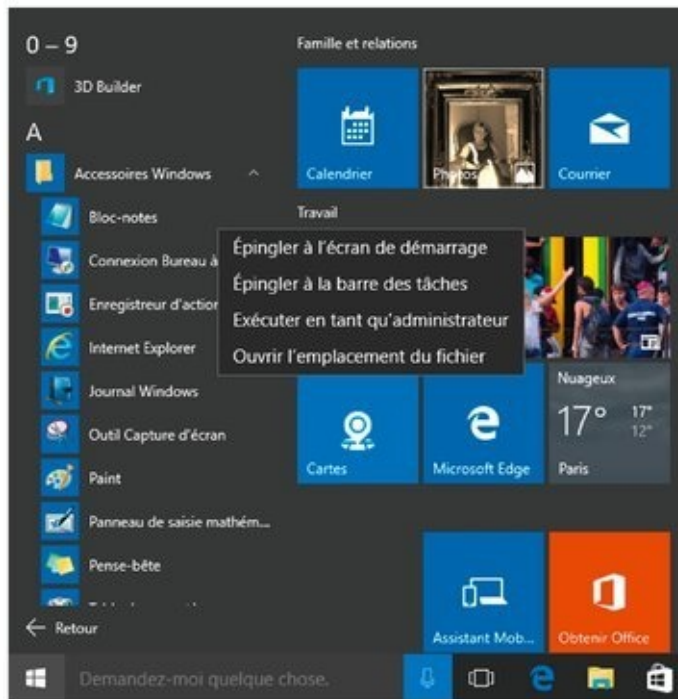 0 – 9
3D Builder
A
Accessoires Windows
Bloc-notes
Connexion Bureau à
Enregistreur d'action
Internet Explorer
Journal Windows
Outil Capture d'écran
Paint
Panneau de saisie mathém...
Pense-bête
Retour
Famille et relations
Calendrier
Photos
Courrier
Travail
Épingler à l'écran de démarrage
Épingler à la barre des tâches
Exécuter en tant qu'administrateur
Ouvrir l'emplacement du fichier
Cartes
Microsoft Edge
Nuageux
17° 17°
12°
Paris
Assistant Mob...
Obtenir Office
Demandez-moi quelque chose.